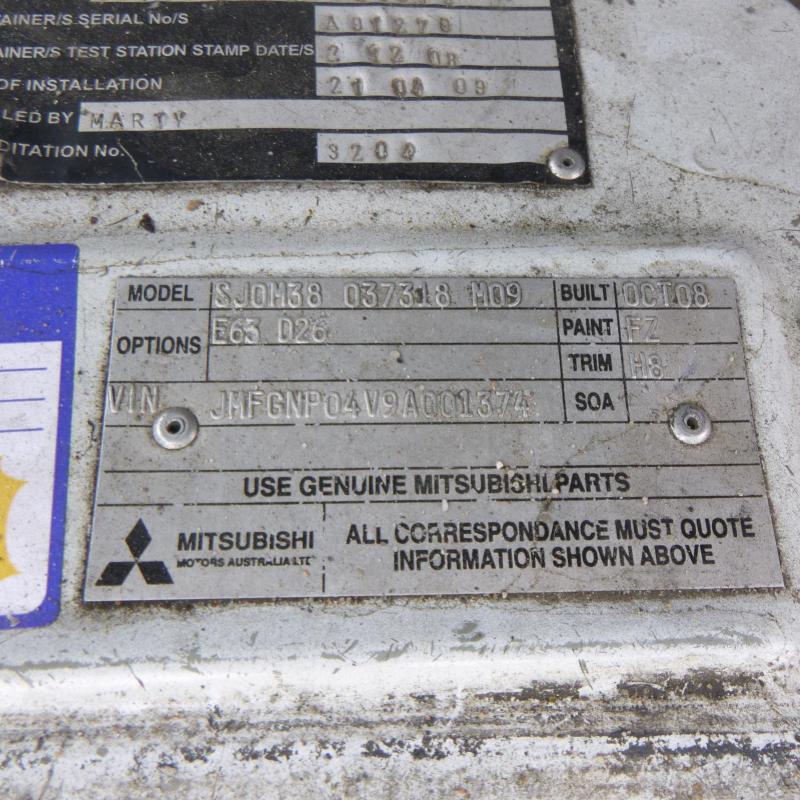 AINER/S SERIAL No/S A01270
AINER/S TEST STATION STAMP DATE/S 2 12 08
OF INSTALLATION 21 08 09
LED BY MARTY
DITATION No. 3204
MODEL SJ0M38 037318 M09 BUILT OCT08
OPTIONS E63 D26 PAINT FZ
TRIM H8
VIN JMFGNP04V9A001374 SOA
USE GENUINE MITSUBISHI PARTS
MITSUBISHI
MOTORS AUSTRALIA LTD
ALL CORRESPONDANCE MUST QUOTE
INFORMATION SHOWN ABOVE